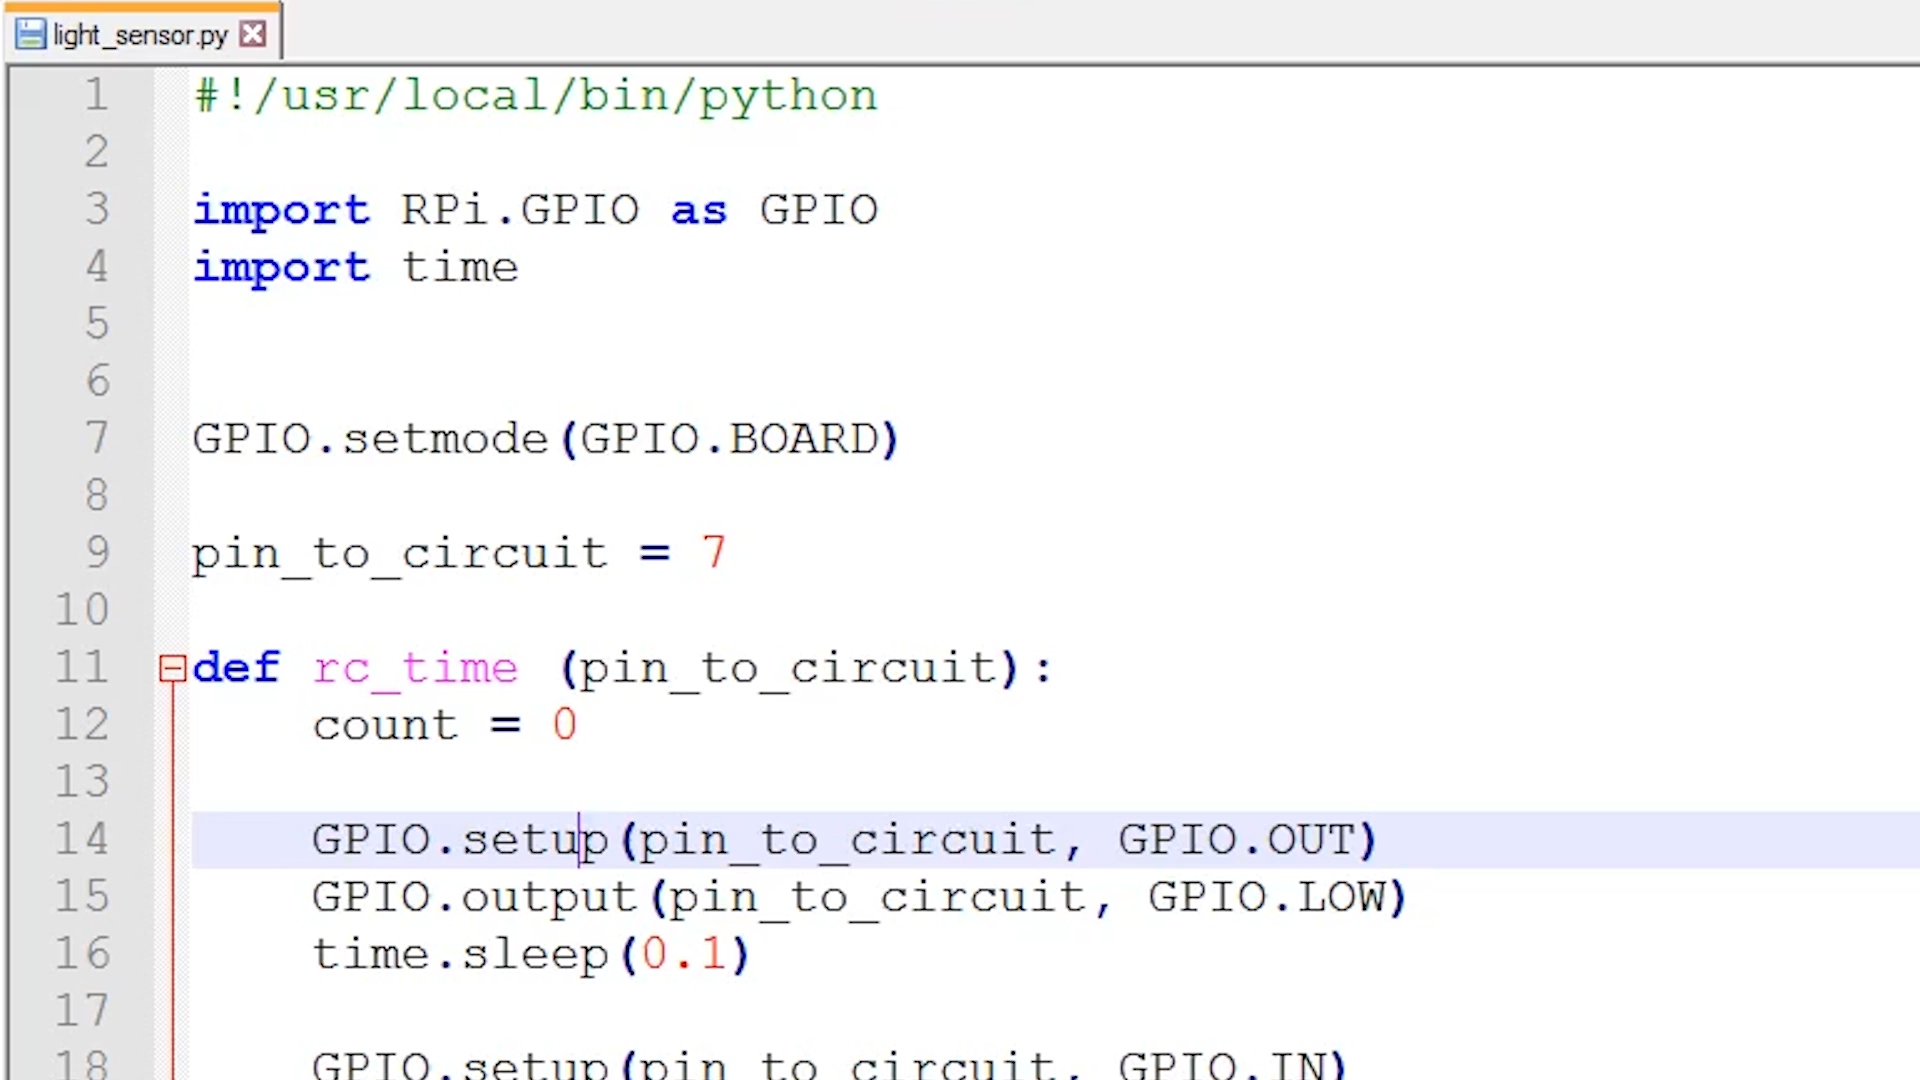 light_sensor.py
1 #!/usr/local/bin/python
2
3 import RPi.GPIO as GPIO
4 import time
5
6
7 GPIO.setmode(GPIO.BOARD)
8
9 pin_to_circuit = 7
10
11 def rc_time (pin_to_circuit):
12 count = 0
13
14 GPIO.setup(pin_to_circuit, GPIO.OUT)
15 GPIO.output(pin_to_circuit, GPIO.LOW)
16 time.sleep(0.1)
17
18 GPIO.setup(pin_to_circuit, GPIO.IN)